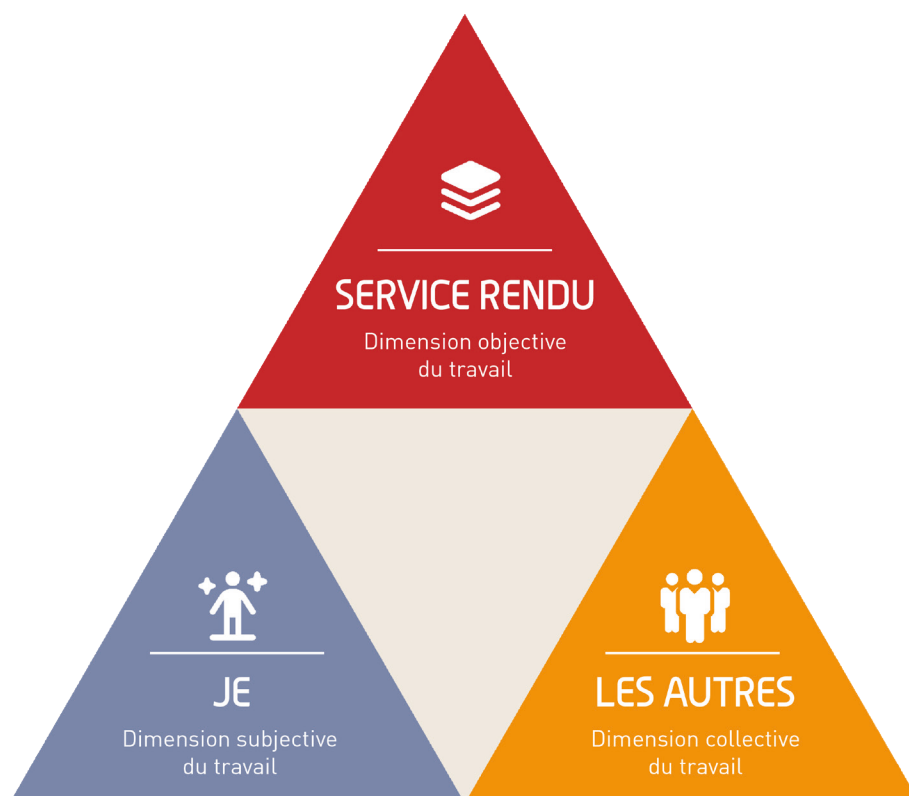 SERVICE RENDU
Dimension objective
du travail
JE
Dimension subjective
du travail
LES AUTRES
Dimension collective
du travail